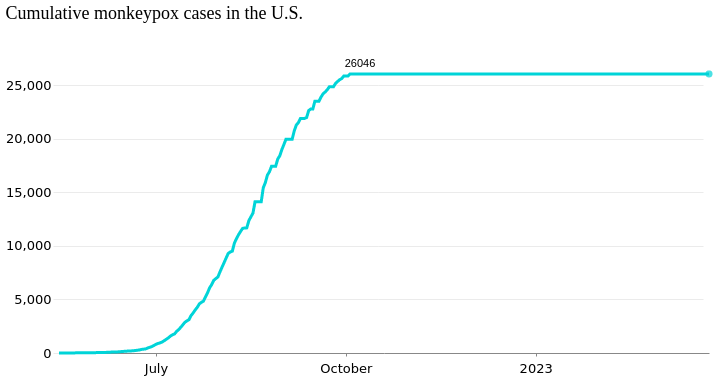 Cumulative monkeypox cases in the U.S.
26046
25,000
20,000
15,000
10,000
5,000
0
July
October
2023